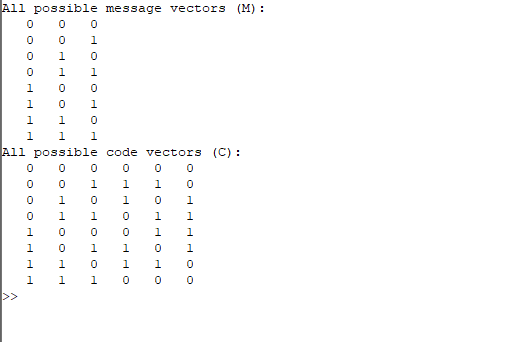 All possible message vectors (M):
0 0 0
0 0 1
0 1 0
0 1 1
1 0 0
1 0 1
1 1 0
1 1 1
All possible code vectors (C):
0 0 0 0 0 0
0 0 1 1 1 0
0 1 0 1 0 1
0 1 1 0 1 1
1 0 0 0 1 1
1 0 1 1 0 1
1 1 0 1 1 0
1 1 1 0 0 0
>>